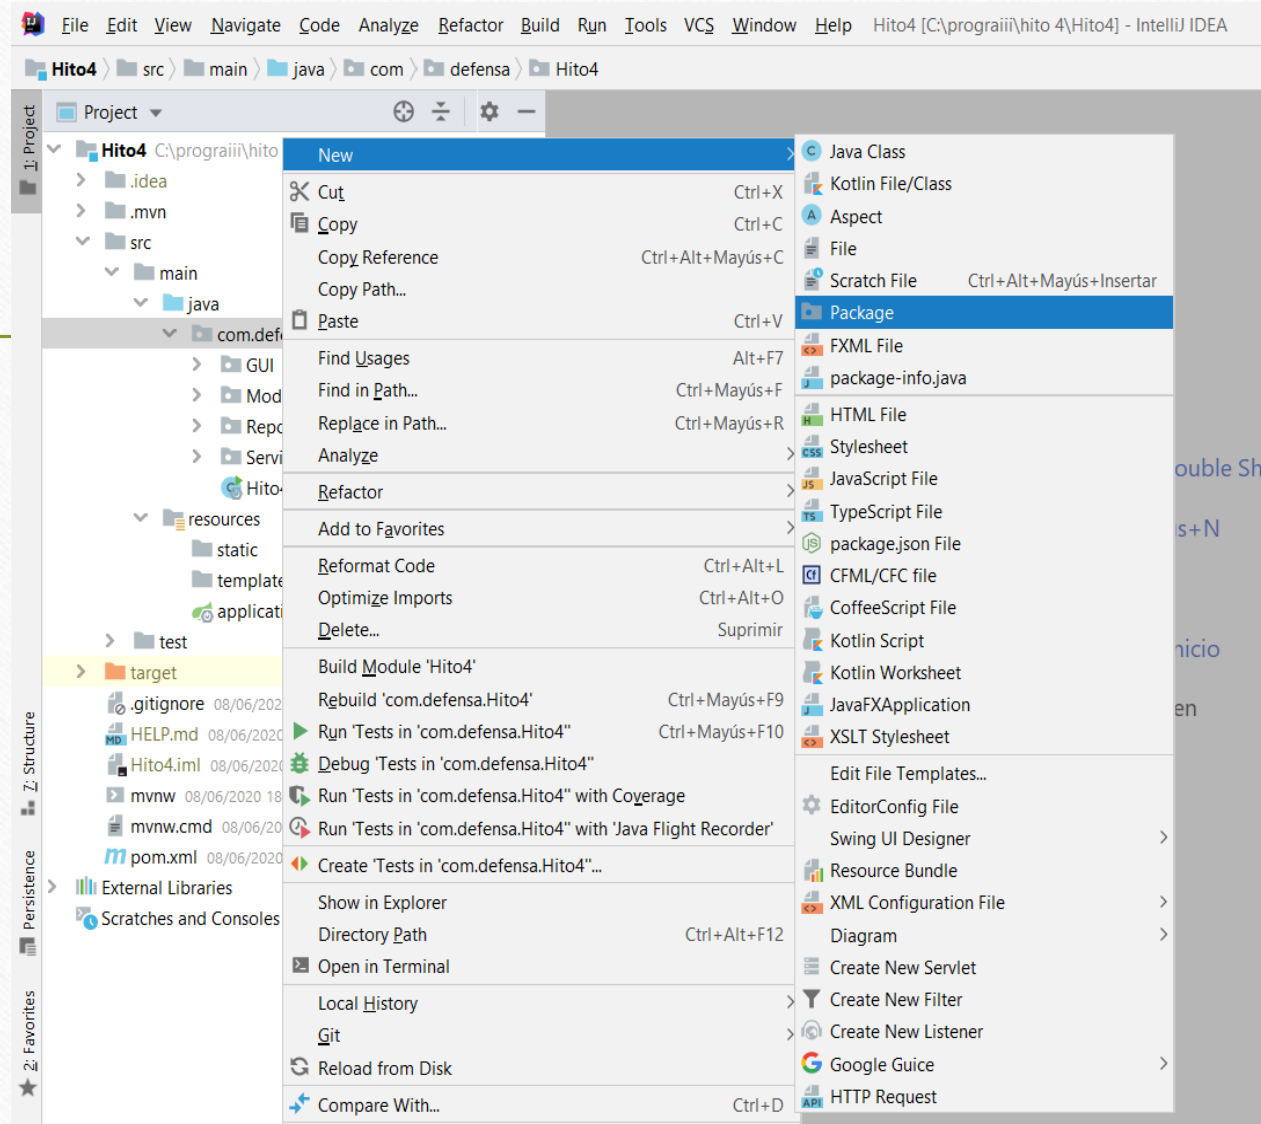 File Edit View Navigate Code Analyze Refactor Build Run Tools VCS Window Help Hito4 [C:\prograiii\hito 4\Hito4] - IntelliJ IDEA
Hito4 src main java com defensa Hito4
1: Project
Project
Hito4 C:\prograiii\hito
.idea
.mvn
src
main
java
com.defe
GUI
Mod
Repo
Servi
Hito4
resources
static
template
applicati
test
target
.gitignore 08/06/202
HELP.md 08/06/2020
Hito4.iml 08/06/2020
mvnw 08/06/2020 18
mvnw.cmd 08/06/20
pom.xml 08/06/2020
External Libraries
Scratches and Consoles
7: Structure
Persistence
2: Favorites
New
Cut Ctrl+X
Copy Ctrl+C
Copy Reference Ctrl+Alt+Mayús+C
Copy Path...
Paste Ctrl+V
Find Usages Alt+F7
Find in Path... Ctrl+Mayús+F
Replace in Path... Ctrl+Mayús+R
Analyze
Refactor
Add to Favorites
Reformat Code Ctrl+Alt+L
Optimize Imports Ctrl+Alt+O
Delete... Suprimir
Build Module 'Hito4'
Rebuild 'com.defensa.Hito4' Ctrl+Mayús+F9
Run 'Tests in 'com.defensa.Hito4'' Ctrl+Mayús+F10
Debug 'Tests in 'com.defensa.Hito4''
Run 'Tests in 'com.defensa.Hito4'' with Coverage
Run 'Tests in 'com.defensa.Hito4'' with 'Java Flight Recorder'
Create 'Tests in 'com.defensa.Hito4''...
Show in Explorer
Directory Path Ctrl+Alt+F12
Open in Terminal
Local History
Git
Reload from Disk
Compare With... Ctrl+D
Java Class
Kotlin File/Class
Aspect
File
Scratch File Ctrl+Alt+Mayús+Insertar
Package
FXML File
package-info.java
HTML File
Stylesheet
JavaScript File
TypeScript File
package.json File
CFML/CFC file
CoffeeScript File
Kotlin Script
Kotlin Worksheet
JavaFXApplication
XSLT Stylesheet
Edit File Templates...
EditorConfig File
Swing UI Designer
Resource Bundle
XML Configuration File
Diagram
Create New Servlet
Create New Filter
Create New Listener
Google Guice
HTTP Request
ouble Sh
s+N
nicio
en